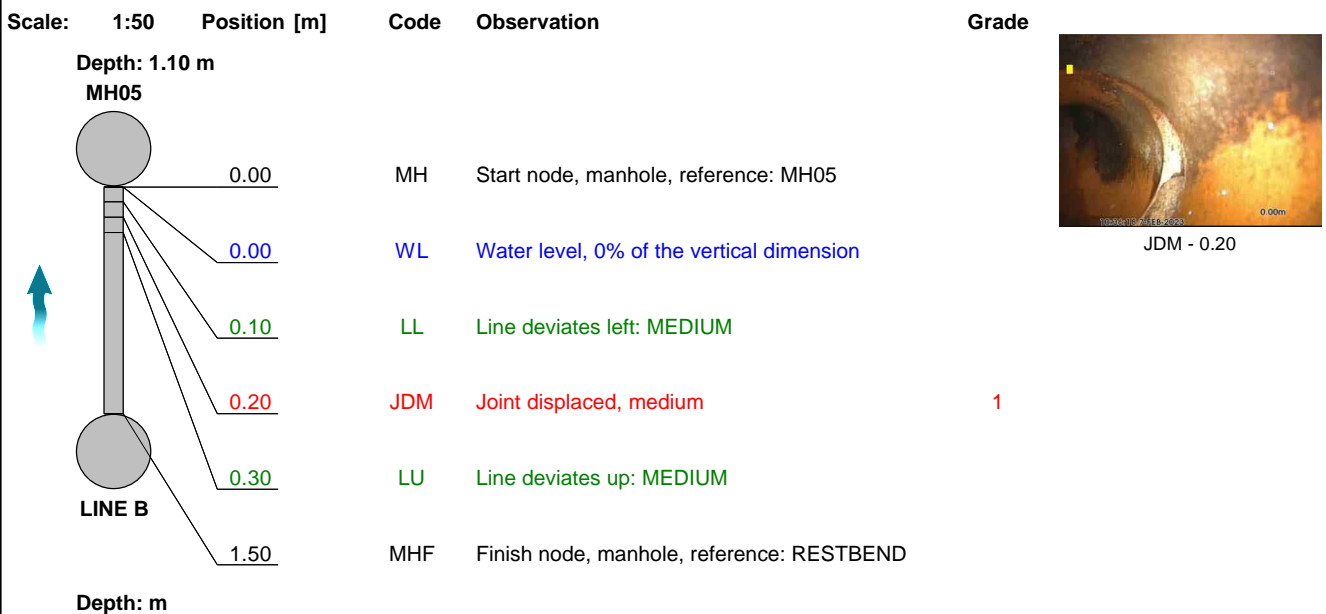 Scale: 1:50 Position [m] Code Observation Grade
Depth: 1.10 m
MH05
0.00 MH Start node, manhole, reference: MH05
0.00m
JDM - 0.20
0.00 WL Water level, 0% of the vertical dimension
0.10 LL Line deviates left: MEDIUM
0.20 JDM Joint displaced, medium 1
0.30 LU Line deviates up: MEDIUM
LINE B
1.50 MHF Finish node, manhole, reference: RESTBEND
Depth: m